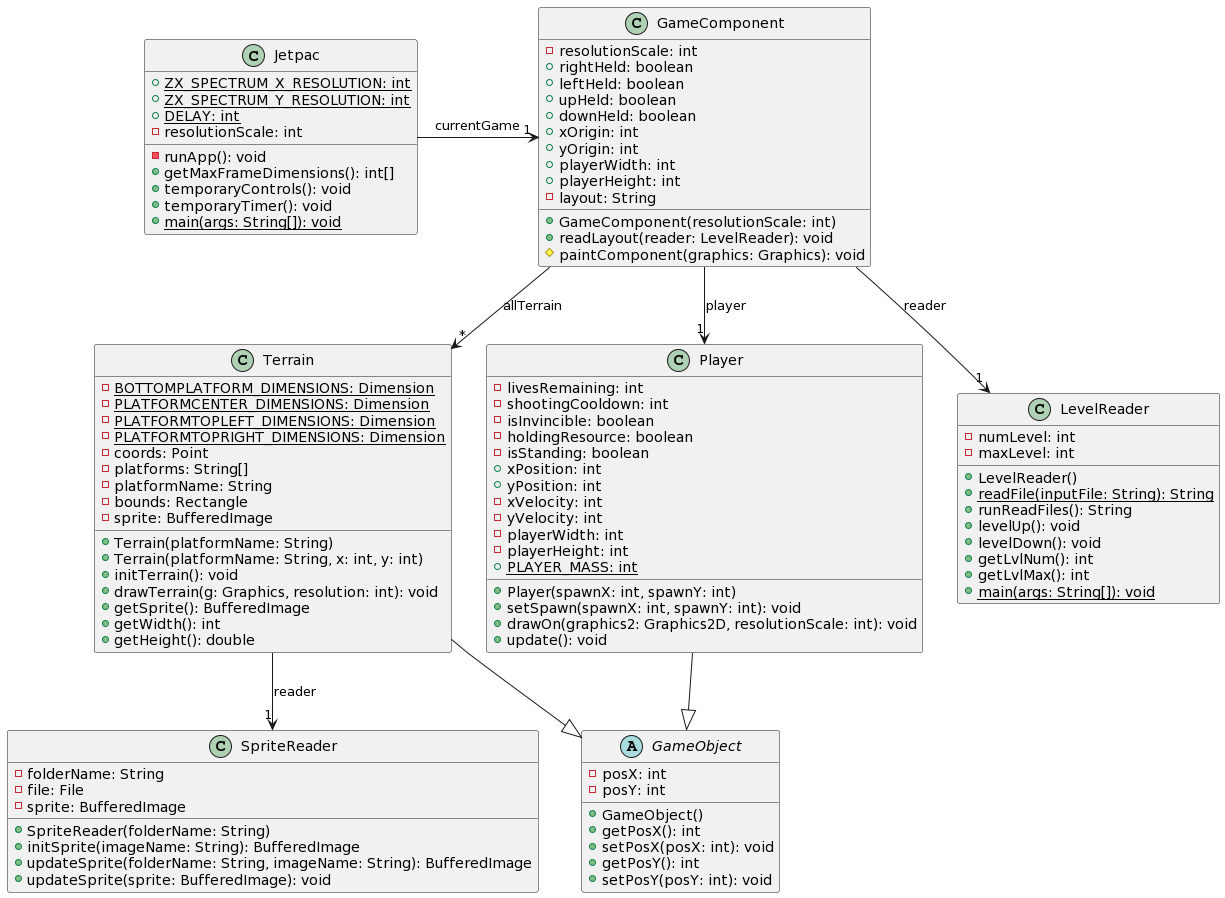 C Jetpac
ZX_SPECTRUM_X_RESOLUTION: int
ZX_SPECTRUM_Y_RESOLUTION: int
DELAY: int
resolutionScale: int
runApp(): void
getMaxFrameDimensions(): int[]
temporaryControls(): void
temporaryTimer(): void
main(args: String[]): void
currentGame
1
C GameComponent
resolutionScale: int
rightHeld: boolean
leftHeld: boolean
upHeld: boolean
downHeld: boolean
xOrigin: int
yOrigin: int
playerWidth: int
playerHeight: int
layout: String
GameComponent(resolutionScale: int)
readLayout(reader: LevelReader): void
paintComponent(graphics: Graphics): void
allTerrain
*
player
1
reader
1
C Terrain
BOTTOMPLATFORM_DIMENSIONS: Dimension
PLATFORMCENTER_DIMENSIONS: Dimension
PLATFORMTOPLEFT_DIMENSIONS: Dimension
PLATFORMTOPRIGHT_DIMENSIONS: Dimension
coords: Point
platforms: String[]
platformName: String
bounds: Rectangle
sprite: BufferedImage
Terrain(platformName: String)
Terrain(platformName: String, x: int, y: int)
initTerrain(): void
drawTerrain(g: Graphics, resolution: int): void
getSprite(): BufferedImage
getWidth(): int
getHeight(): double
C Player
livesRemaining: int
shootingCooldown: int
isInvincible: boolean
holdingResource: boolean
isStanding: boolean
xPosition: int
yPosition: int
xVelocity: int
yVelocity: int
playerWidth: int
playerHeight: int
PLAYER_MASS: int
Player(spawnX: int, spawnY: int)
setSpawn(spawnX: int, spawnY: int): void
drawOn(graphics2: Graphics2D, resolutionScale: int): void
update(): void
C LevelReader
numLevel: int
maxLevel: int
LevelReader()
readFile(inputFile: String): String
runReadFiles(): String
levelUp(): void
levelDown(): void
getLvlNum(): int
getLvlMax(): int
main(args: String[]): void
reader
1
C SpriteReader
folderName: String
file: File
sprite: BufferedImage
SpriteReader(folderName: String)
initSprite(imageName: String): BufferedImage
updateSprite(folderName: String, imageName: String): BufferedImage
updateSprite(sprite: BufferedImage): void
A GameObject
posX: int
posY: int
GameObject()
getPosX(): int
setPosX(posX: int): void
getPosY(): int
setPosY(posY: int): void